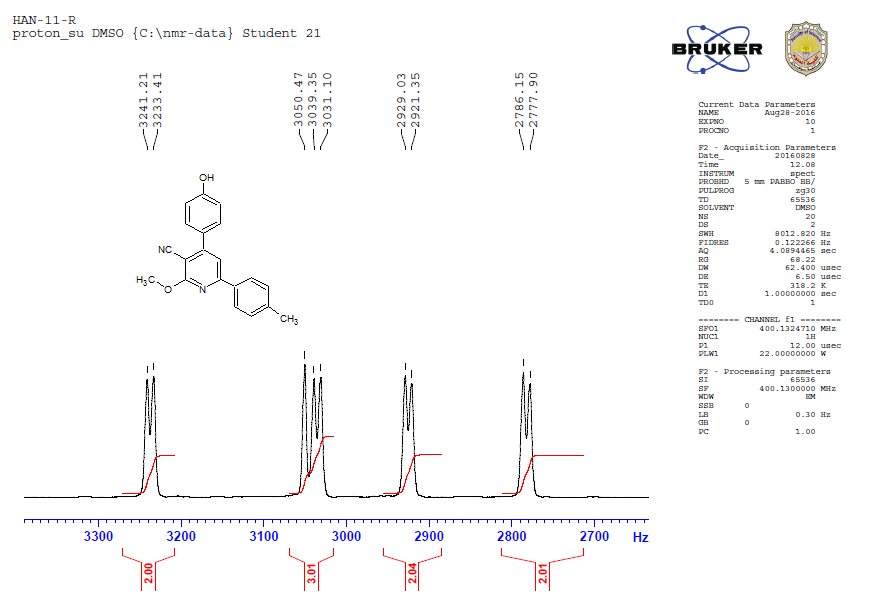 HAN-11-R
proton_su DMSO {C:\nmr-data} Student 21
BRUKER
3241.21
3233.41
3050.47
3039.35
3031.10
2929.03
2921.35
2786.15
2777.90
OH
NC
H3C
O
N
CH3
3300 3200 3100 3000 2900 2800 2700 Hz
2.00
3.01
2.04
2.01
Current Data Parameters
NAME Aug28-2016
EXPNO 10
PROCNO 1
F2 - Acquisition Parameters
Date_ 20160828
Time 12.08
INSTRUM spect
PROBHD 5 mm PABBO BB/
PULPROG zg30
TD 65536
SOLVENT DMSO
NS 20
DS 2
SWH 8012.820 Hz
FIDRES 0.122266 Hz
AQ 4.0894465 sec
RG 68.22
DW 62.400 usec
DE 6.50 usec
TE 318.2 K
D1 1.00000000 sec
TD0 1
======== CHANNEL f1 ========
SFO1 400.1324710 MHz
NUC1 1H
P1 12.00 usec
PLW1 22.00000000 W
F2 - Processing parameters
SI 65536
SF 400.1300000 MHz
WDW EM
SSB 0
LB 0.30 Hz
GB 0
PC 1.00